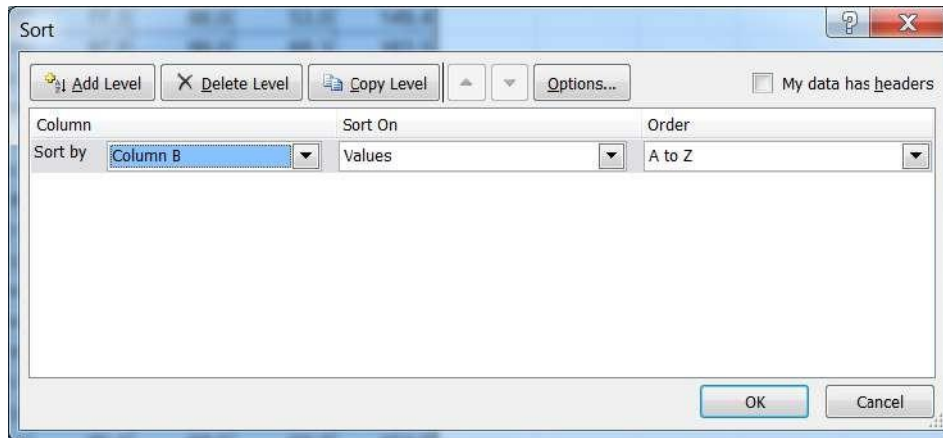 Sort
Add Level Delete Level Copy Level Options... My data has headers
Column Sort On Order
Sort by Column B Values A to Z
OK Cancel